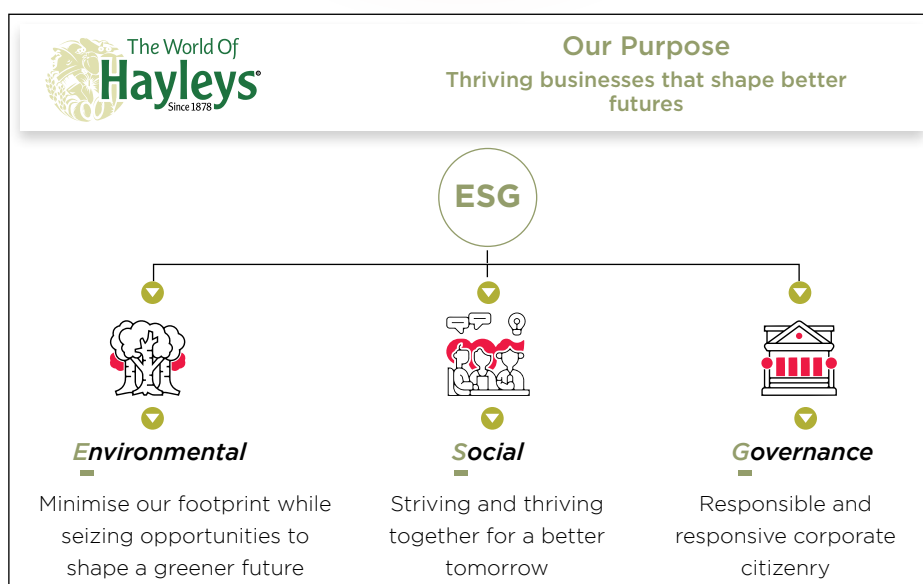 The World Of
Hayleys®
Since 1878
Our Purpose
Thriving businesses that shape better
futures
ESG
Environmental
Minimise our footprint while
seizing opportunities to
shape a greener future
Social
Striving and thriving
together for a better
tomorrow
Governance
Responsible and
responsive corporate
citizenry